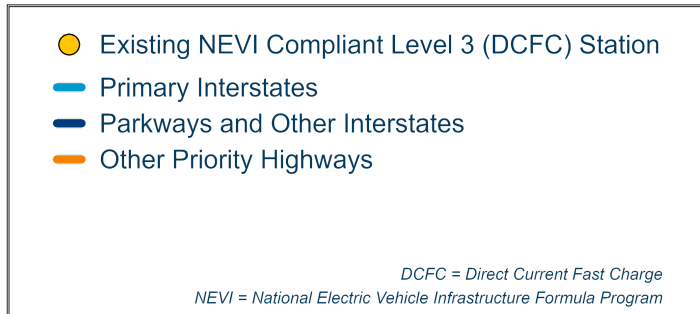 Existing NEVI Compliant Level 3 (DCFC) Station
Primary Interstates
Parkways and Other Interstates
Other Priority Highways
DCFC = Direct Current Fast Charge
NEVI = National Electric Vehicle Infrastructure Formula Program